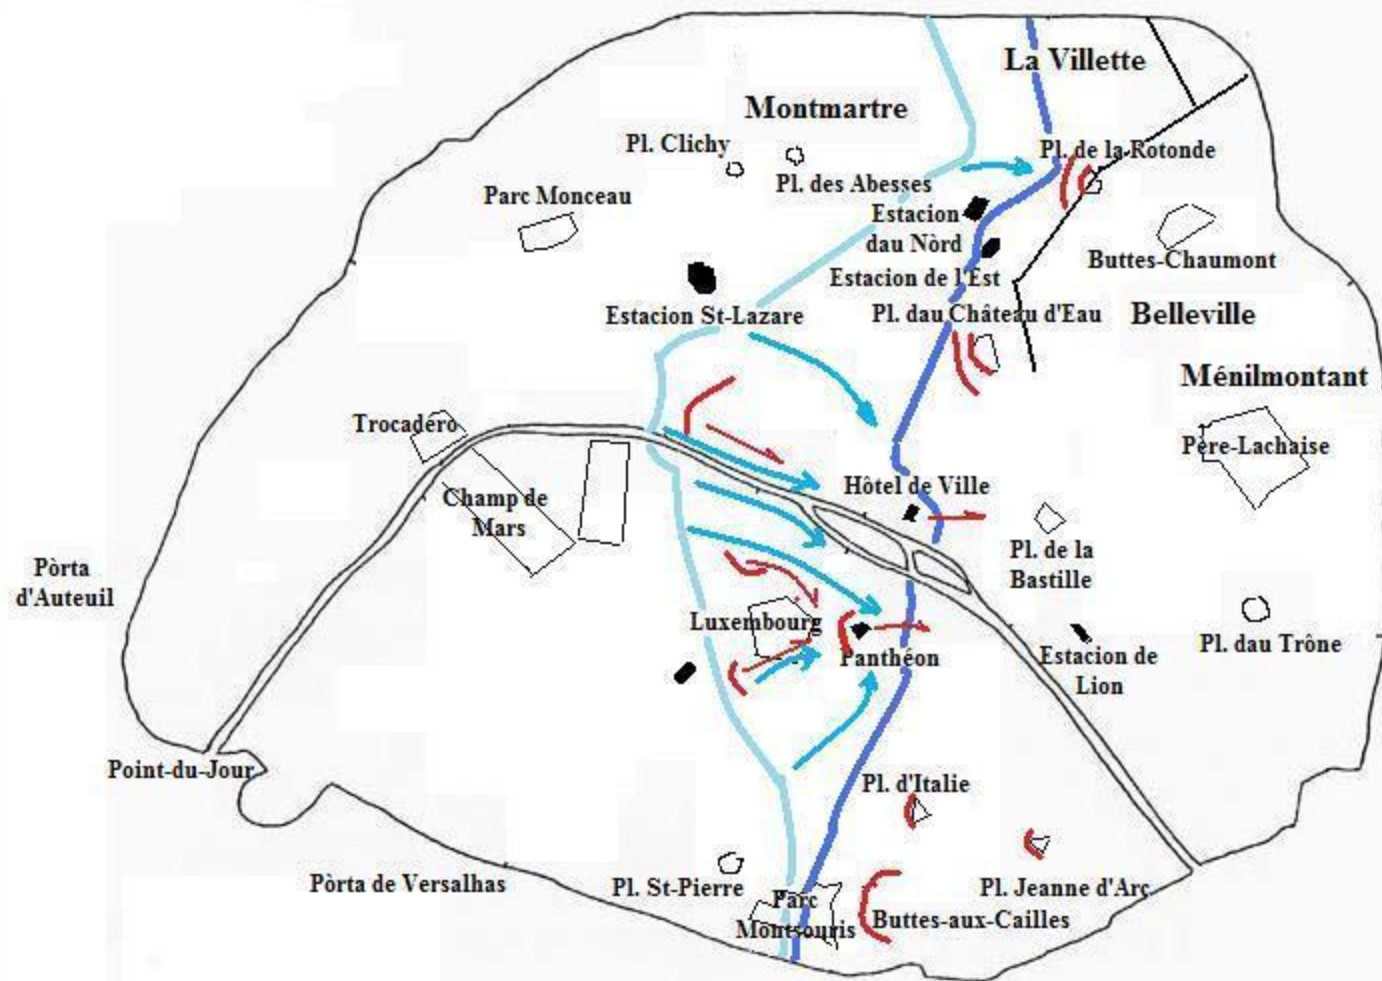 La Villette
Montmartre
Pl. Clichy
Pl. de la Rotonde
Pl. des Abesses
Parc Monceau
Estacion
dau Nòrd
Buttes-Chaumont
Estacion de l'Est
Estacion St-Lazare
Pl. dau Château d'Eau
Belleville
Ménilmontant
Trocadéro
Père-Lachaise
Hôtel de Ville
Champ de
Mars
Pl. de la
Bastille
Pòrta
d'Auteuil
Luxembourg
Panthéon
Estacion de
Lion
Pl. dau Trône
Point-du-Jour
Pl. d'Italie
Pòrta de Versalhas
Pl. St-Pierre
Parc
Montsouris
Pl. Jeanne d'Arc
Buttes-aux-Cailles